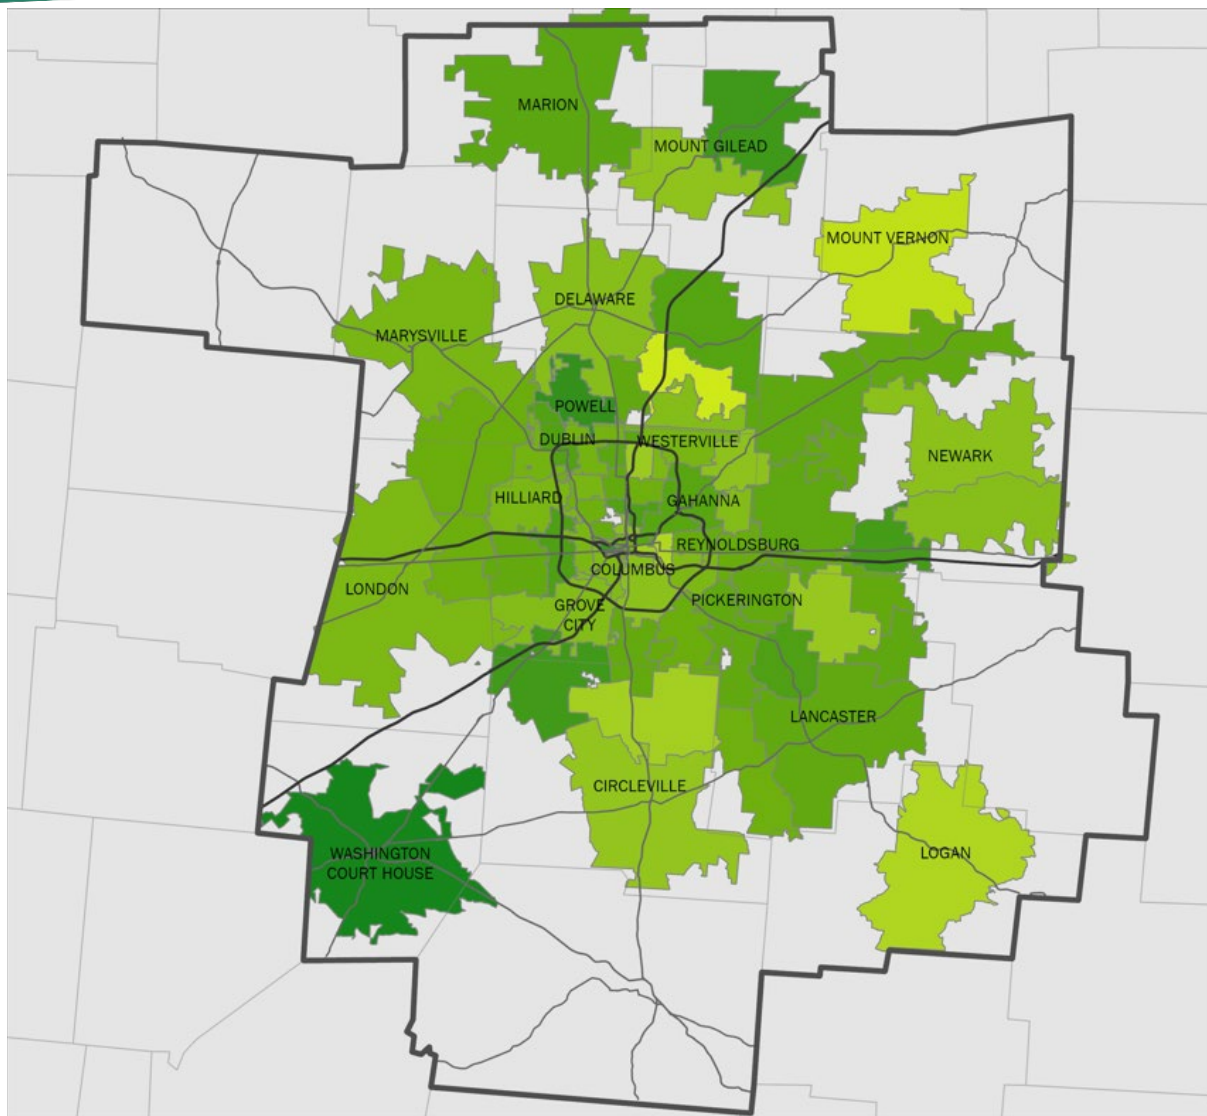 MARION
MOUNT GILEAD
MOUNT VERNON
DELAWARE
MARYSVILLE
POWELL
DUBLIN
WESTERVILLE
NEWARK
HILLIARD
GAHANNA
REYNOLDSBURG
COLUMBUS
LONDON
PICKERINGTON
GROVE
CITY
LANCASTER
CIRCLEVILLE
WASHINGTON
COURT HOUSE
LOGAN